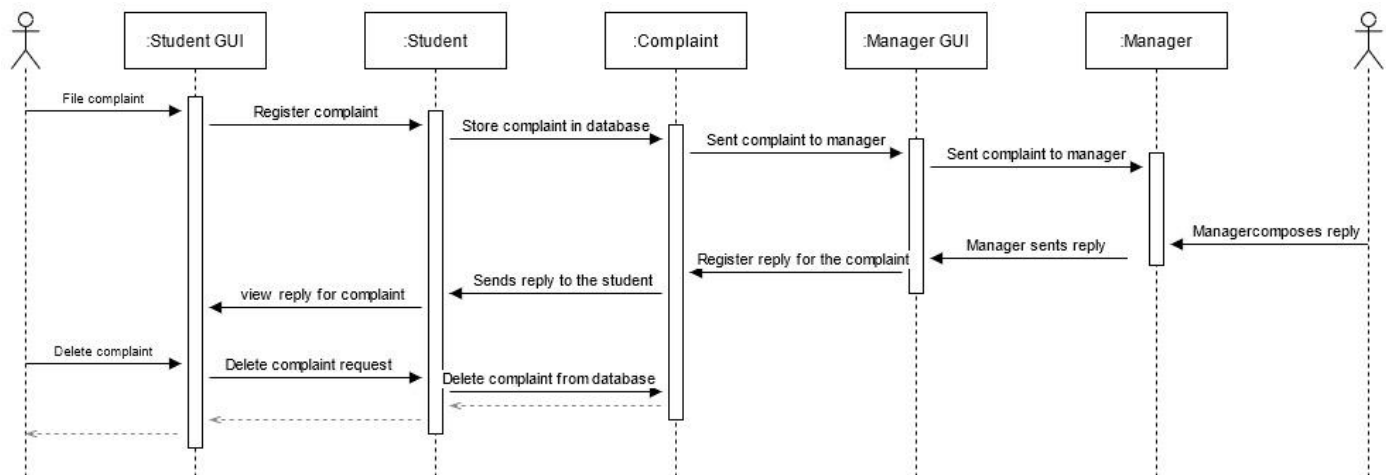 :Student GUI
:Student
:Complaint
:Manager GUI
:Manager
File complaint
Register complaint
Store complaint in database
Sent complaint to manager
Sent complaint to manager
Managercomposes reply
Manager sents reply
Register reply for the complaint
Sends reply to the student
view reply for complaint
Delete complaint
Delete complaint request
Delete complaint from database